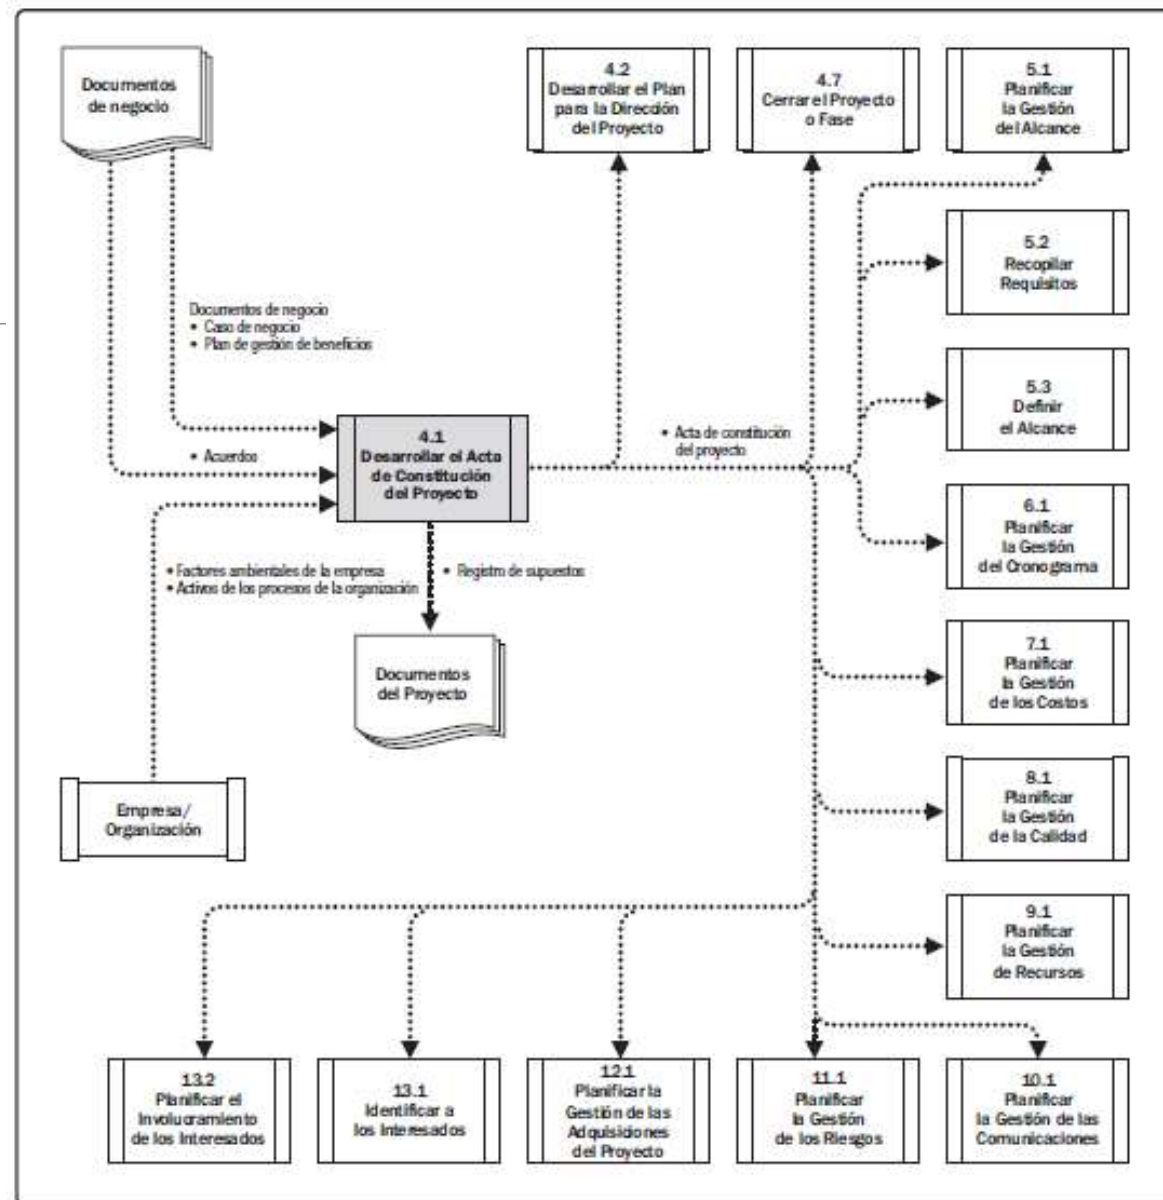 Documentos
de negocio
4.2
Desarrollar el Plan
para la Dirección
del Proyecto
4.7
Cerrar el Proyecto
o Fase
5.1
Planificar
la Gestión
del Alcance
5.2
Recopilar
Requisitos
Documentos de negocio
• Caso de negocio
• Plan de gestión de beneficios
5.3
Definir
el Alcance
4.1
Desarrollar el Acta
de Constitución
del Proyecto
• Acuerdos
• Acta de constitución
del proyecto
6.1
Planificar
la Gestión
del Cronograma
• Factores ambientales de la empresa
• Activos de los procesos de la organización
• Registro de supuestos
Documentos
del Proyecto
7.1
Planificar
la Gestión
de los Costos
Empresa/
Organización
8.1
Planificar
la Gestión
de la Calidad
9.1
Planificar
la Gestión
de Recursos
13.2
Planificar el
Involucramiento
de los Interesados
13.1
Identificar a
los Interesados
12.1
Planificar la
Gestión de las
Adquisiciones
del Proyecto
11.1
Planificar
la Gestión
de los Riesgos
10.1
Planificar
la Gestión de las
Comunicaciones